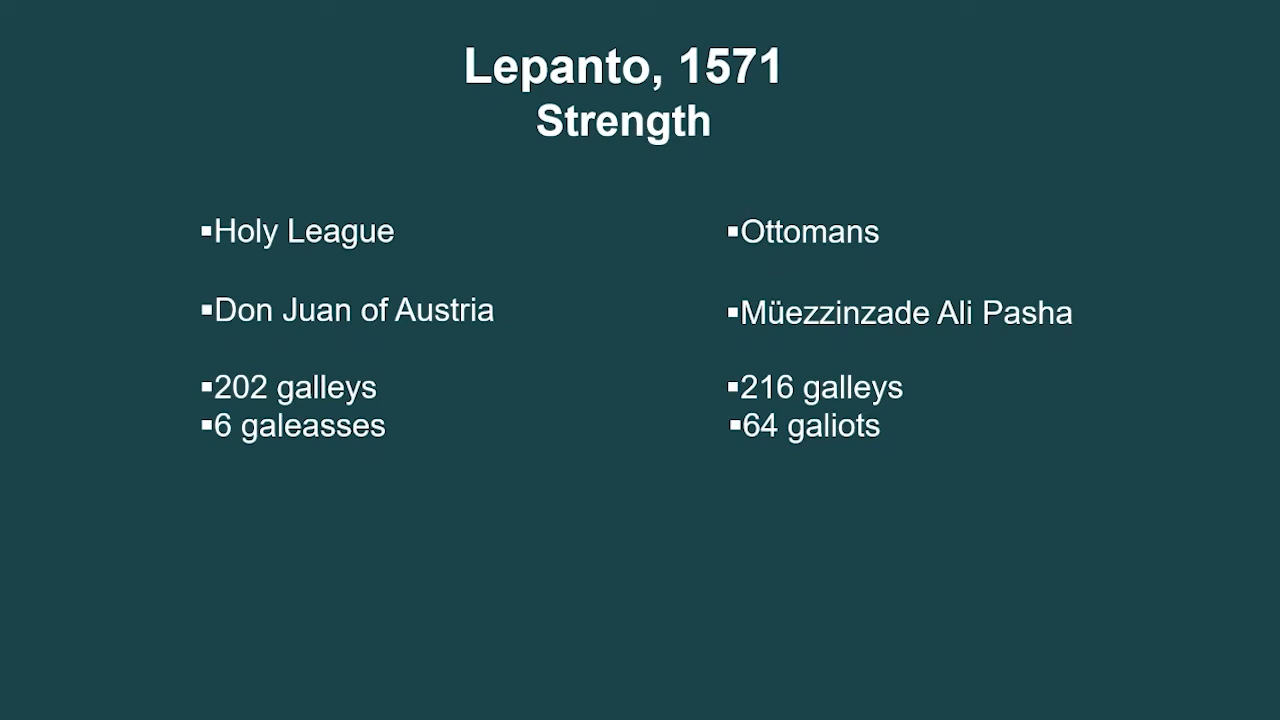 Lepanto, 1571
Strength
▪Holy League
▪Don Juan of Austria
▪202 galleys
▪6 galeasses
▪Ottomans
▪Müezzinzade Ali Pasha
▪216 galleys
▪64 galiots